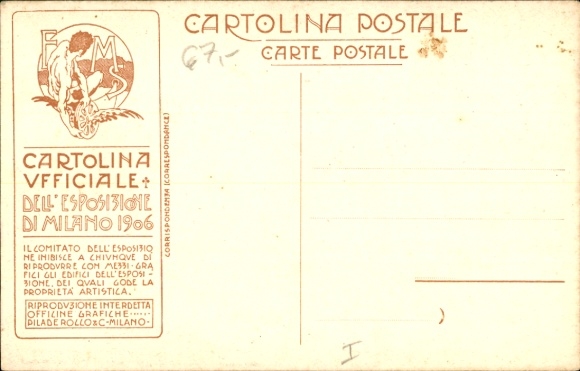 CARTOLINA POSTALE
CARTE POSTALE
67,-
F M S
CARTOLINA
VFFICIALE
DELL'ESPOSIZIONE
DI MILANO 1906
IL COMITATO DELL'ESPOSIZIO
NE INIBISCE A CHIVNQVE DI
RIPRODVRRE CON MEZZI-GRA
FICI GLI EDIFICI DELL'ESPOSI-
ZIONE, DEI QVALI GODE LA
PROPRIETÀ ARTISTICA.
RIPRODVZIONE INTERDETTA
OFFICINE GRAFICHE······
PILADE ROCCO&C-MILANO-
CORRISPONDENZA (CORRESPONDANCE)
I